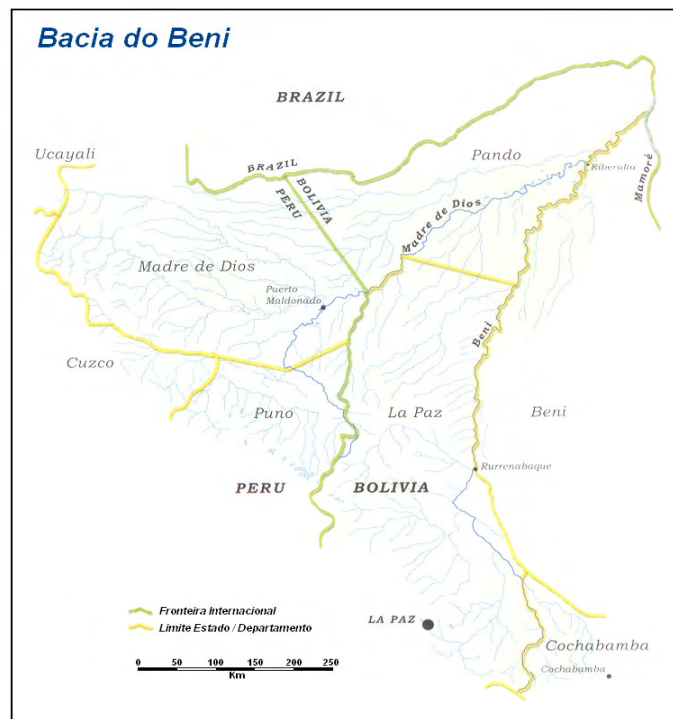 Bacia do Beni
BRAZIL
Ucayali
BRAZIL
BOLIVIA
PERU
Pando
Riberalta
Mamoré
Madre de Dios
Madre de Dios
Puerto
Maldonado
Cuzco
Beni
Puno
La Paz
Beni
Rurrenabaque
PERU
BOLIVIA
Fronteira Internacional
Limite Estado / Departamento
LA PAZ
Cochabamba
Cochabamba
0 50 100 150 200 250
Km